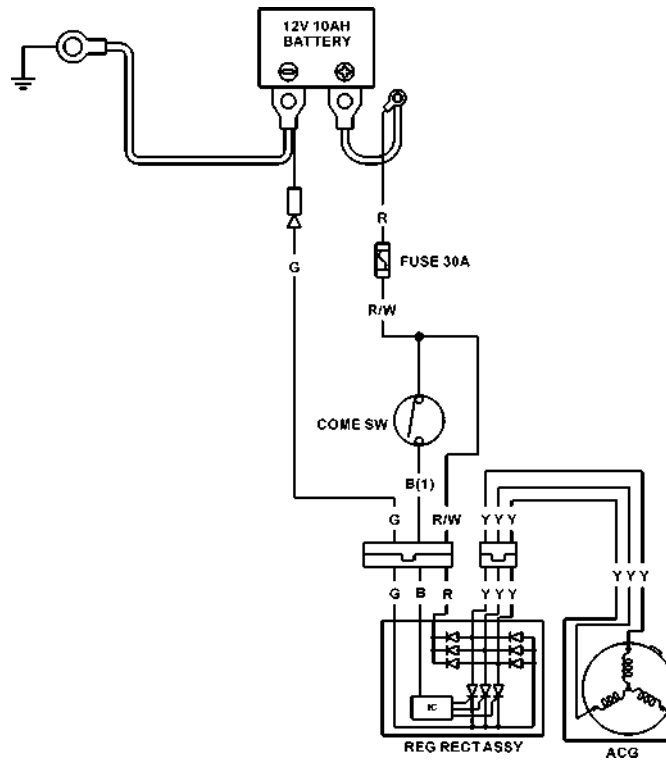 12V 10AH
BATTERY
R
G
FUSE 30A
R/W
COME SW
B(1)
G R/W Y Y Y
Y Y Y
G B R Y Y Y
IC
REG RECT ASSY
ACG